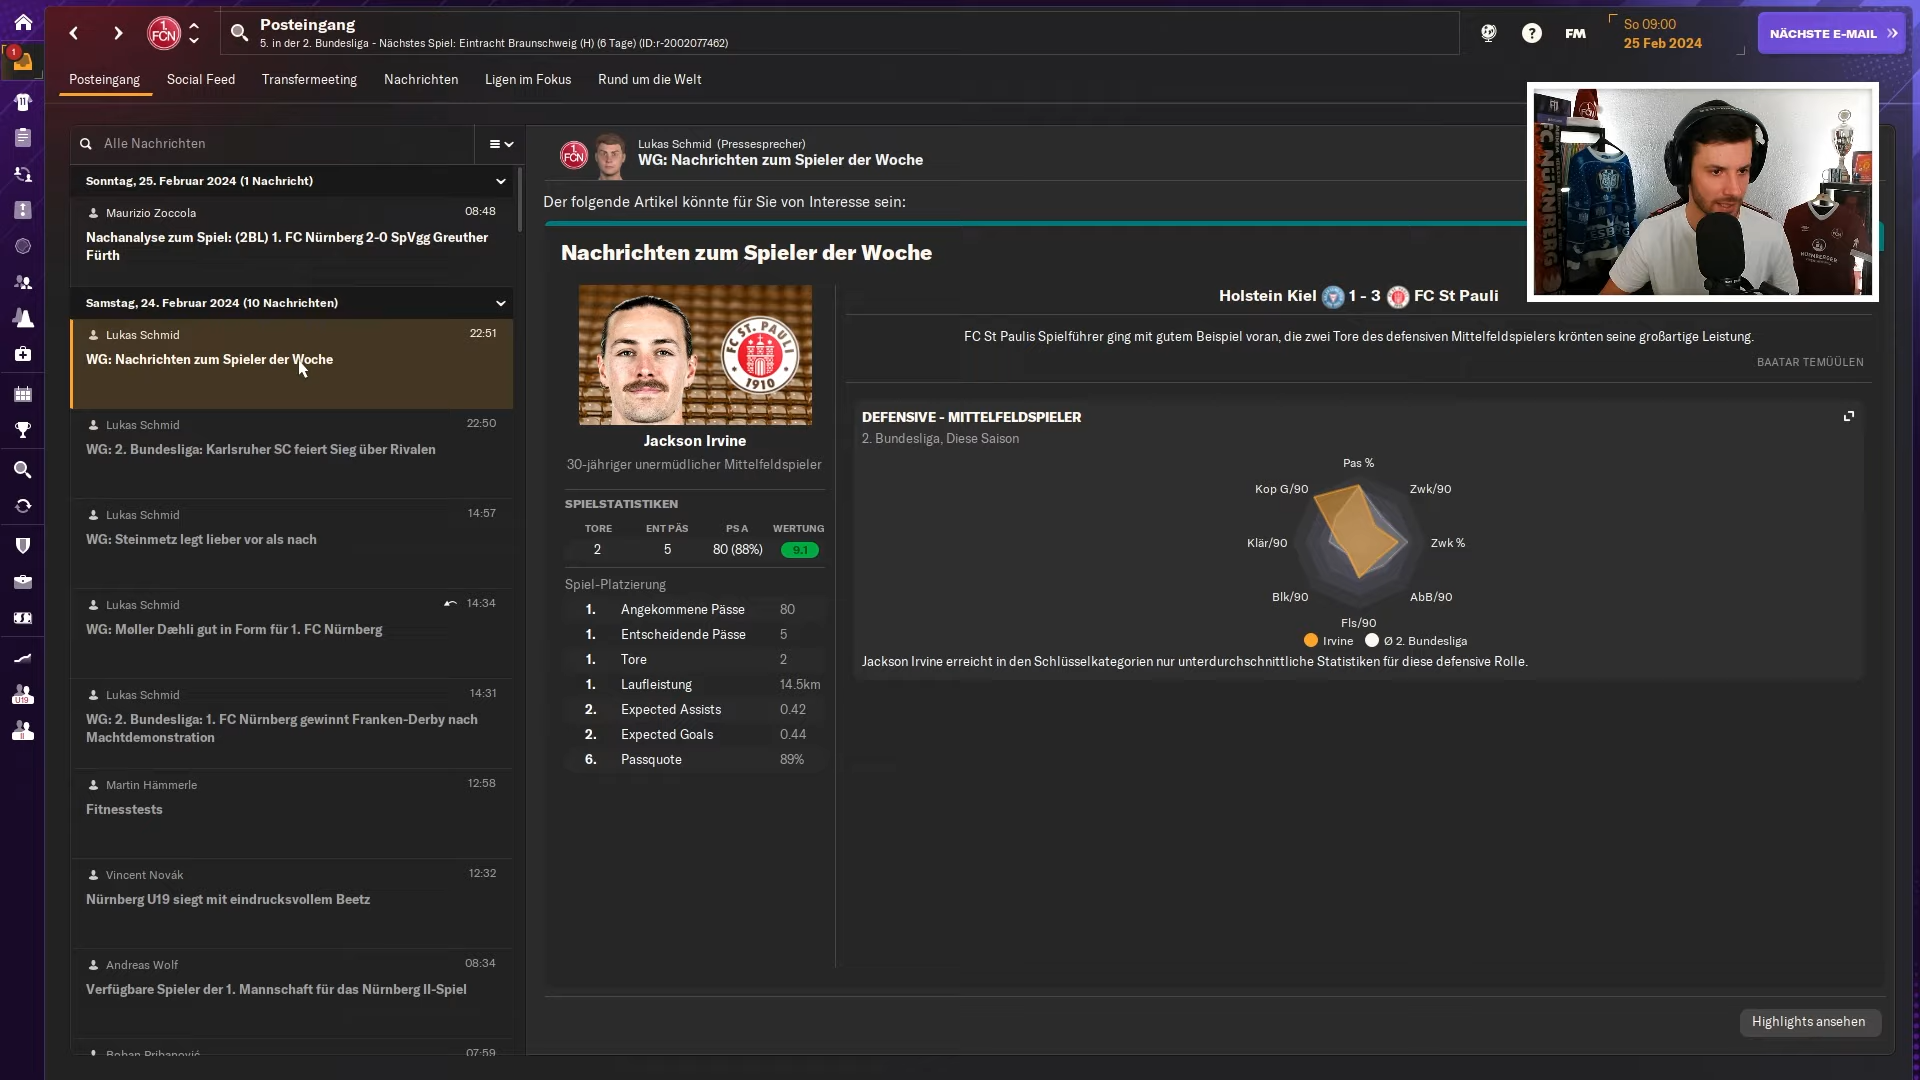 Posteingang
5. in der 2. Bundesliga - Nächstes Spiel: Eintracht Braunschweig (H) (6 Tage) (ID:r-2002077462)
FM
So 09:00
25 Feb 2024
NÄCHSTE E-MAIL
1
Posteingang
Social Feed
Transfermeeting
Nachrichten
Ligen im Fokus
Rund um die Welt
Alle Nachrichten
Sonntag, 25. Februar 2024 (1 Nachricht)
Maurizio Zoccola
08:48
Nachanalyse zum Spiel: (2BL) 1. FC Nürnberg 2-0 SpVgg Greuther
Fürth
Samstag, 24. Februar 2024 (10 Nachrichten)
Lukas Schmid
22:51
WG: Nachrichten zum Spieler der Woche
Lukas Schmid
22:50
WG: 2. Bundesliga: Karlsruher SC feiert Sieg über Rivalen
Lukas Schmid
14:57
WG: Steinmetz legt lieber vor als nach
Lukas Schmid
14:34
WG: Møller Dæhli gut in Form für 1. FC Nürnberg
Lukas Schmid
14:31
WG: 2. Bundesliga: 1. FC Nürnberg gewinnt Franken-Derby nach
Machtdemonstration
Martin Hämmerle
12:58
Fitnesstests
Vincent Novák
12:32
Nürnberg U19 siegt mit eindrucksvollem Beetz
Andreas Wolf
08:34
Verfügbare Spieler der 1. Mannschaft für das Nürnberg II-Spiel
Boban Pribanović
07:59
U19
II
Lukas Schmid (Pressesprecher)
WG: Nachrichten zum Spieler der Woche
Der folgende Artikel könnte für Sie von Interesse sein:
Nachrichten zum Spieler der Woche
FC ST. PAULI
1910
Jackson Irvine
30-jähriger unermüdlicher Mittelfeldspieler
SPIELSTATISTIKEN
TORE ENT PÄS PS A WERTUNG
2 5 80 (88%) 9.1
Spiel-Platzierung
1. Angekommene Pässe 80
1. Entscheidende Pässe 5
1. Tore 2
1. Laufleistung 14.5km
2. Expected Assists 0.42
2. Expected Goals 0.44
6. Passquote 89%
Holstein Kiel 1 - 3 FC St Pauli
FC St Paulis Spielführer ging mit gutem Beispiel voran, die zwei Tore des defensiven Mittelfeldspielers krönten seine großartige Leistung.
BAATAR TEMÜÜLEN
DEFENSIVE - MITTELFELDSPIELER
2. Bundesliga, Diese Saison
Pas %
Kop G/90
Zwk/90
Klär/90
Zwk %
Blk/90
AbB/90
Fls/90
Irvine Ø 2. Bundesliga
Jackson Irvine erreicht in den Schlüsselkategorien nur unterdurchschnittliche Statistiken für diese defensive Rolle.
Highlights ansehen